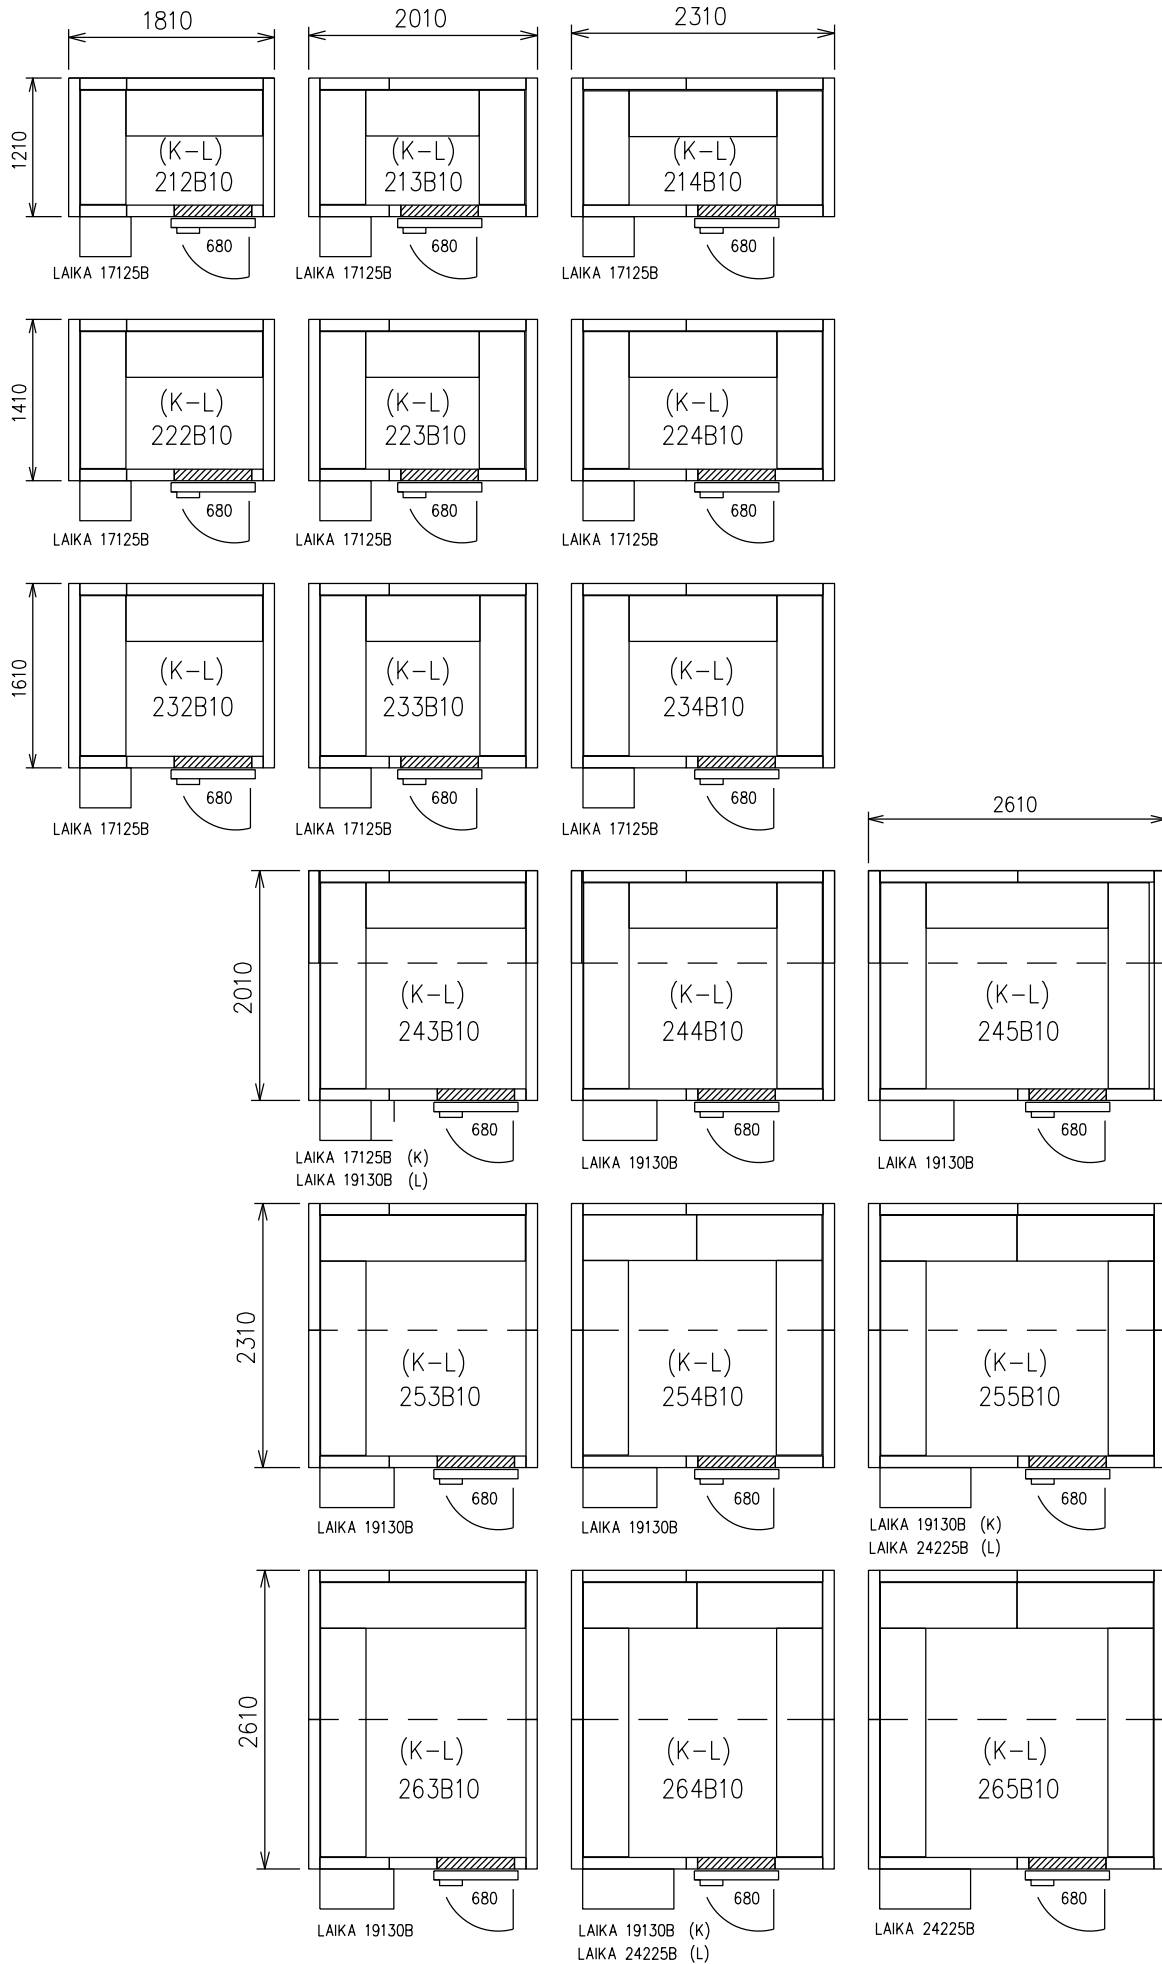 1810
2010
2310
1210
(K-L)
212B10
(K-L)
213B10
(K-L)
214B10
680
680
680
LAIKA 17125B
LAIKA 17125B
LAIKA 17125B
1410
(K-L)
222B10
(K-L)
223B10
(K-L)
224B10
680
680
680
LAIKA 17125B
LAIKA 17125B
LAIKA 17125B
1610
(K-L)
232B10
(K-L)
233B10
(K-L)
234B10
680
680
680
LAIKA 17125B
LAIKA 17125B
LAIKA 17125B
2610
2010
(K-L)
243B10
(K-L)
244B10
(K-L)
245B10
680
680
680
LAIKA 17125B (K)
LAIKA 19130B (L)
LAIKA 19130B
LAIKA 19130B
2310
(K-L)
253B10
(K-L)
254B10
(K-L)
255B10
680
680
680
LAIKA 19130B
LAIKA 19130B
LAIKA 19130B (K)
LAIKA 24225B (L)
2610
(K-L)
263B10
(K-L)
264B10
(K-L)
265B10
680
680
680
LAIKA 19130B
LAIKA 19130B (K)
LAIKA 24225B (L)
LAIKA 24225B